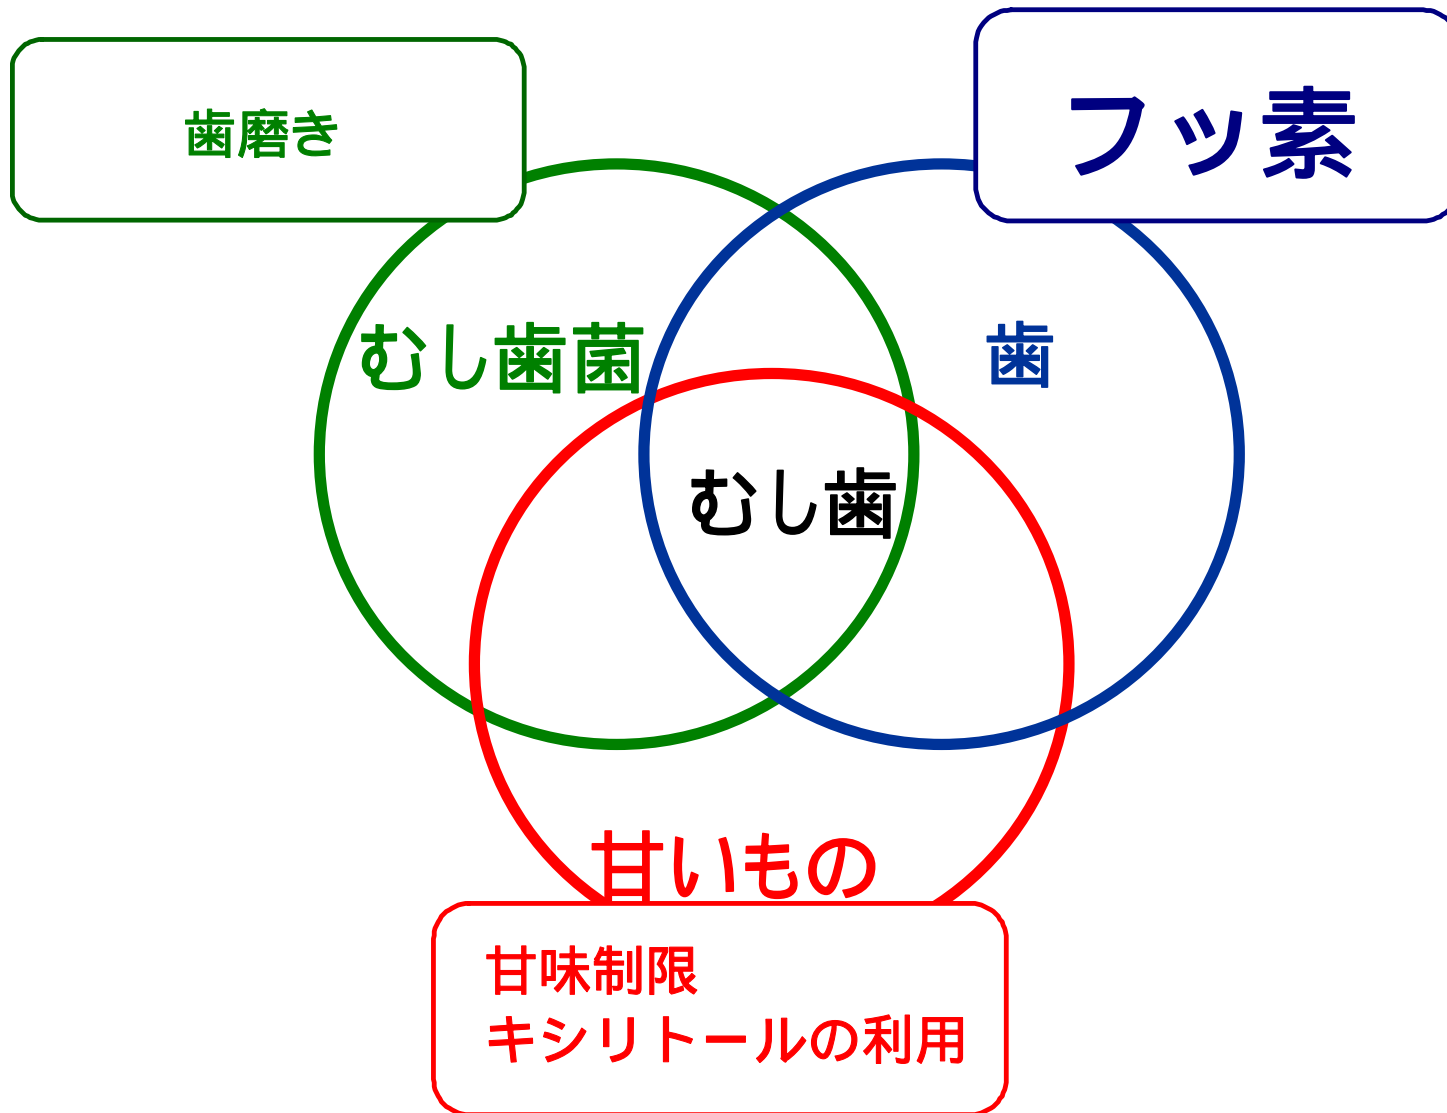 歯磨き
フッ素
むし歯菌
歯
むし歯
甘いもの
甘味制限
キシリトールの利用